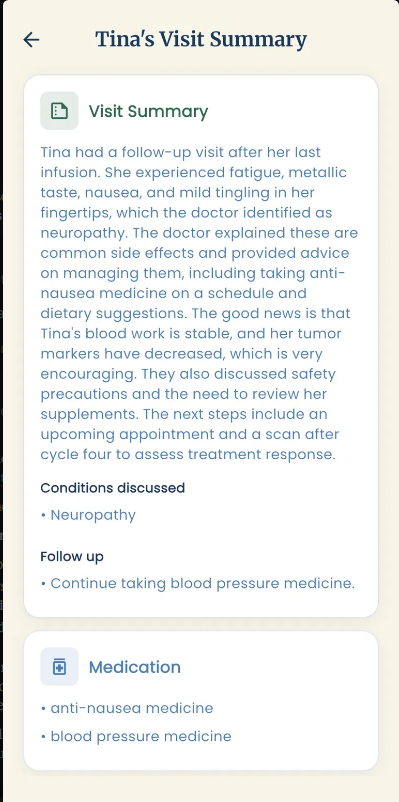 Tina's Visit Summary
Visit Summary
Tina had a follow-up visit after her last
infusion. She experienced fatigue, metallic
taste, nausea, and mild tingling in her
fingertips, which the doctor identified as
neuropathy. The doctor explained these are
common side effects and provided advice
on managing them, including taking anti-
nausea medicine on a schedule and
dietary suggestions. The good news is that
Tina's blood work is stable, and her tumor
markers have decreased, which is very
encouraging. They also discussed safety
precautions and the need to review her
supplements. The next steps include an
upcoming appointment and a scan after
cycle four to assess treatment response.
Conditions discussed
• Neuropathy
Follow up
• Continue taking blood pressure medicine.
Medication
• anti-nausea medicine
• blood pressure medicine